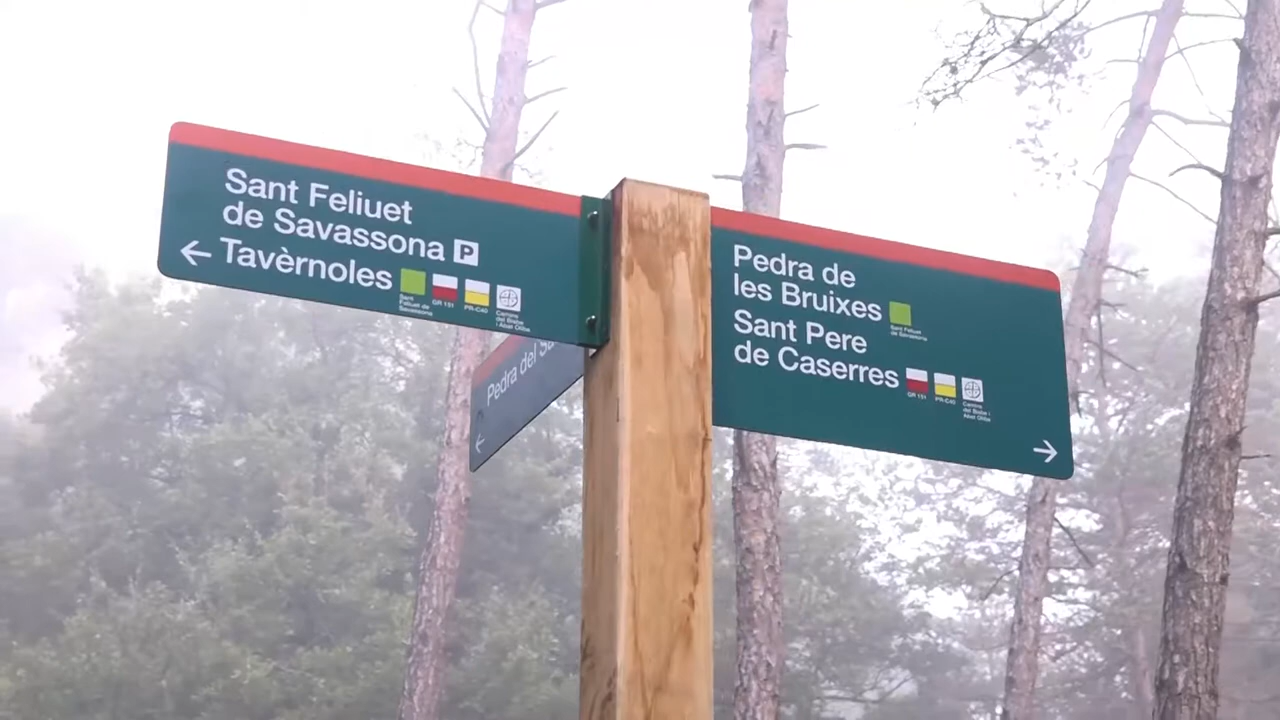 Sant Feliuet
de Savassona P
Tavèrnoles
Sant
Feliuet de
Savassona
GR 151
PR-C40
Camins
del Bisbe
i Abat Oliba
Pedra del
Pedra de
les Bruixes
Sant Feliuet
de Savassona
Sant Pere
de Caserres
GR 151
PR-C40
Camins
del Bisbe i
Abat Oliba